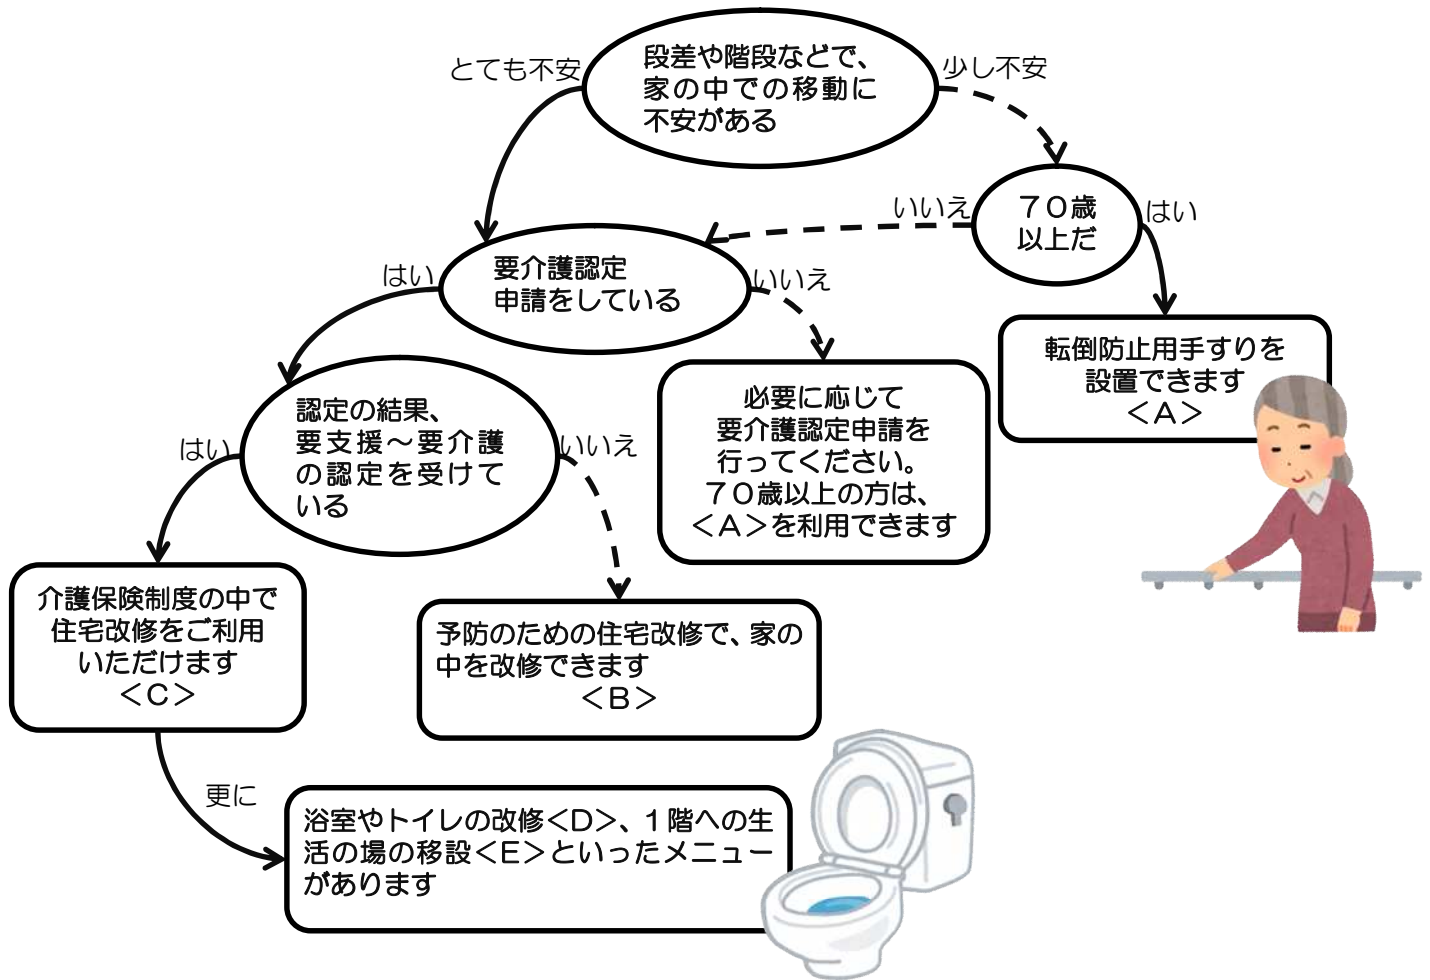 段差や階段などで、
家の中での移動に
不安がある
とても不安
少し不安
７０歳
以上だ
いいえ
はい
要介護認定
申請をしている
はい
いいえ
転倒防止用手すりを
設置できます
＜Ａ＞
必要に応じて
要介護認定申請を
行ってください。
７０歳以上の方は、
＜Ａ＞を利用できます
認定の結果、
要支援～要介護
の認定を受けて
いる
はい
いいえ
介護保険制度の中で
住宅改修をご利用
いただけます
＜Ｃ＞
予防のための住宅改修で、家の
中を改修できます
＜Ｂ＞
更に
浴室やトイレの改修＜Ｄ＞、１階への生
活の場の移設＜Ｅ＞といったメニュー
があります